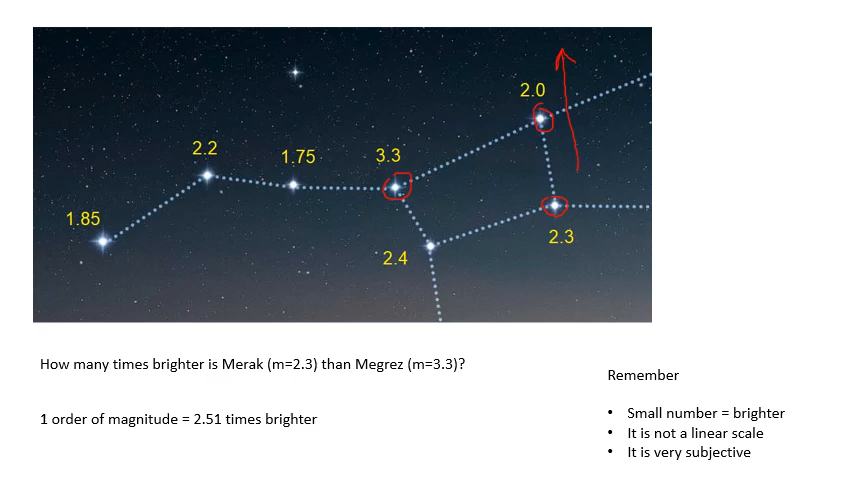 2.0
2.2
1.75
3.3
1.85
2.3
2.4
How many times brighter is Merak (m=2.3) than Megrez (m=3.3)?
1 order of magnitude = 2.51 times brighter
Remember
• Small number = brighter
• It is not a linear scale
• It is very subjective